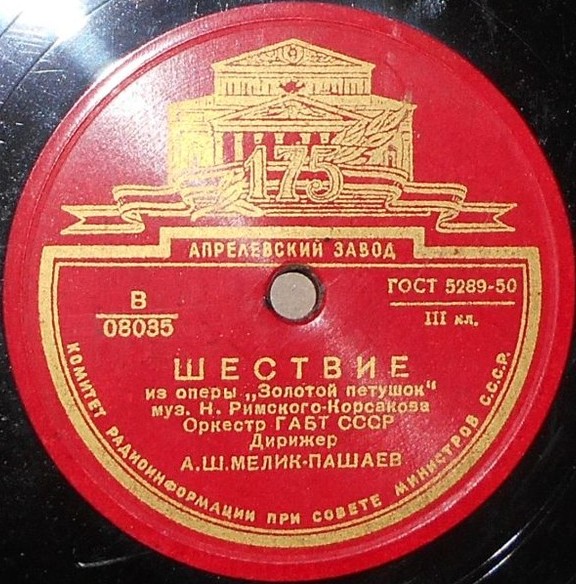 175
АПРЕЛЕВСКИЙ ЗАВОД
В
08035
ГОСТ 5289-50
III кл.
ШЕСТВИЕ
из оперы „Золотой петушок“
муз. Н. Римского-Корсакова
Оркестр ГАБТ СССР
Дирижер
А.Ш.МЕЛИК-ПАШАЕВ
КОМИТЕТ РАДИОИНФОРМАЦИИ ПРИ СОВЕТЕ МИНИСТРОВ С.С.С.Р.